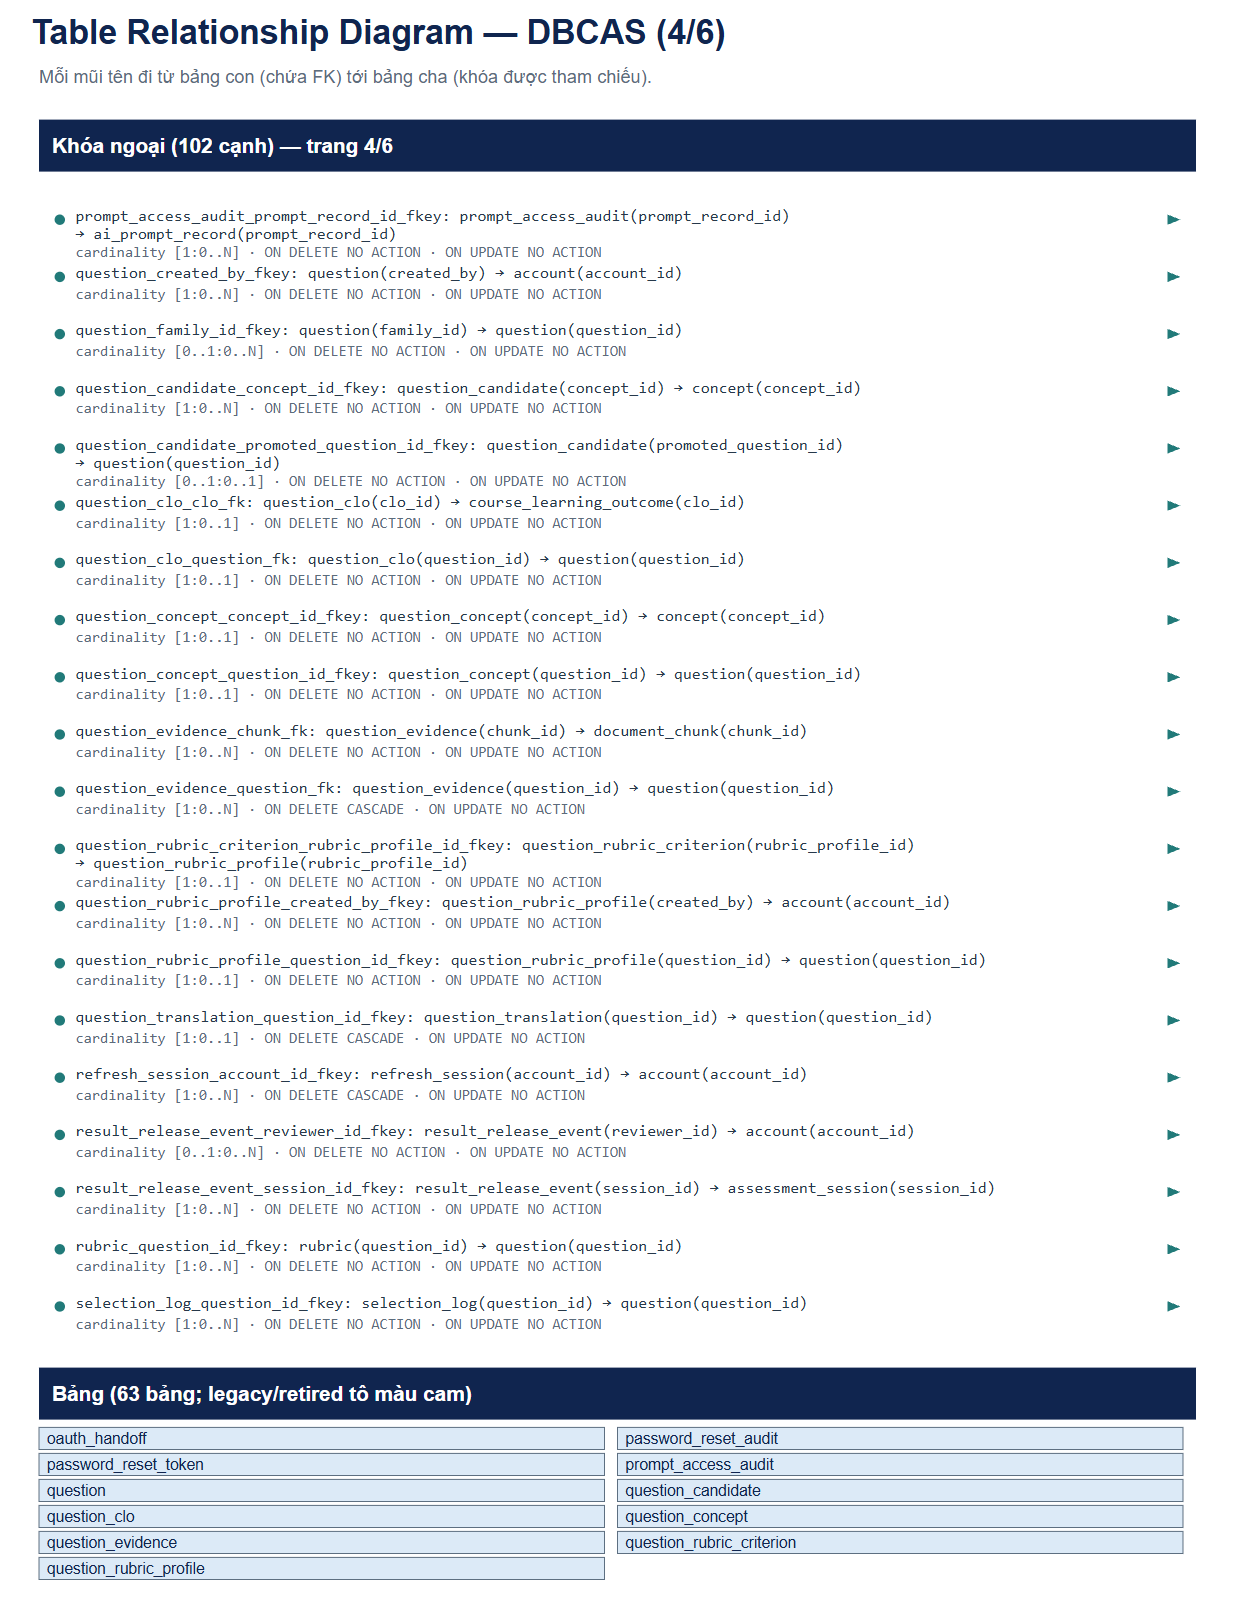 Table Relationship Diagram — DBCAS (4/6)
Mỗi mũi tên đi từ bảng con (chứa FK) tới bảng cha (khóa được tham chiếu).
Khóa ngoại (102 cạnh) — trang 4/6
prompt_access_audit_prompt_record_id_fkey: prompt_access_audit(prompt_record_id)
→ ai_prompt_record(prompt_record_id)
cardinality [1:0..N] · ON DELETE NO ACTION · ON UPDATE NO ACTION
question_created_by_fkey: question(created_by) → account(account_id)
cardinality [1:0..N] · ON DELETE NO ACTION · ON UPDATE NO ACTION
question_family_id_fkey: question(family_id) → question(question_id)
cardinality [0..1:0..N] · ON DELETE NO ACTION · ON UPDATE NO ACTION
question_candidate_concept_id_fkey: question_candidate(concept_id) → concept(concept_id)
cardinality [1:0..N] · ON DELETE NO ACTION · ON UPDATE NO ACTION
question_candidate_promoted_question_id_fkey: question_candidate(promoted_question_id)
→ question(question_id)
cardinality [0..1:0..1] · ON DELETE NO ACTION · ON UPDATE NO ACTION
question_clo_clo_fk: question_clo(clo_id) → course_learning_outcome(clo_id)
cardinality [1:0..1] · ON DELETE NO ACTION · ON UPDATE NO ACTION
question_clo_question_fk: question_clo(question_id) → question(question_id)
cardinality [1:0..1] · ON DELETE NO ACTION · ON UPDATE NO ACTION
question_concept_concept_id_fkey: question_concept(concept_id) → concept(concept_id)
cardinality [1:0..1] · ON DELETE NO ACTION · ON UPDATE NO ACTION
question_concept_question_id_fkey: question_concept(question_id) → question(question_id)
cardinality [1:0..1] · ON DELETE NO ACTION · ON UPDATE NO ACTION
question_evidence_chunk_fk: question_evidence(chunk_id) → document_chunk(chunk_id)
cardinality [1:0..N] · ON DELETE NO ACTION · ON UPDATE NO ACTION
question_evidence_question_fk: question_evidence(question_id) → question(question_id)
cardinality [1:0..N] · ON DELETE CASCADE · ON UPDATE NO ACTION
question_rubric_criterion_rubric_profile_id_fkey: question_rubric_criterion(rubric_profile_id)
→ question_rubric_profile(rubric_profile_id)
cardinality [1:0..1] · ON DELETE NO ACTION · ON UPDATE NO ACTION
question_rubric_profile_created_by_fkey: question_rubric_profile(created_by) → account(account_id)
cardinality [1:0..N] · ON DELETE NO ACTION · ON UPDATE NO ACTION
question_rubric_profile_question_id_fkey: question_rubric_profile(question_id) → question(question_id)
cardinality [1:0..1] · ON DELETE NO ACTION · ON UPDATE NO ACTION
question_translation_question_id_fkey: question_translation(question_id) → question(question_id)
cardinality [1:0..1] · ON DELETE CASCADE · ON UPDATE NO ACTION
refresh_session_account_id_fkey: refresh_session(account_id) → account(account_id)
cardinality [1:0..N] · ON DELETE CASCADE · ON UPDATE NO ACTION
result_release_event_reviewer_id_fkey: result_release_event(reviewer_id) → account(account_id)
cardinality [0..1:0..N] · ON DELETE NO ACTION · ON UPDATE NO ACTION
result_release_event_session_id_fkey: result_release_event(session_id) → assessment_session(session_id)
cardinality [1:0..N] · ON DELETE NO ACTION · ON UPDATE NO ACTION
rubric_question_id_fkey: rubric(question_id) → question(question_id)
cardinality [1:0..N] · ON DELETE NO ACTION · ON UPDATE NO ACTION
selection_log_question_id_fkey: selection_log(question_id) → question(question_id)
cardinality [1:0..N] · ON DELETE NO ACTION · ON UPDATE NO ACTION
Bảng (63 bảng; legacy/retired tô màu cam)
oauth_handoff
password_reset_audit
password_reset_token
prompt_access_audit
question
question_candidate
question_clo
question_concept
question_evidence
question_rubric_criterion
question_rubric_profile